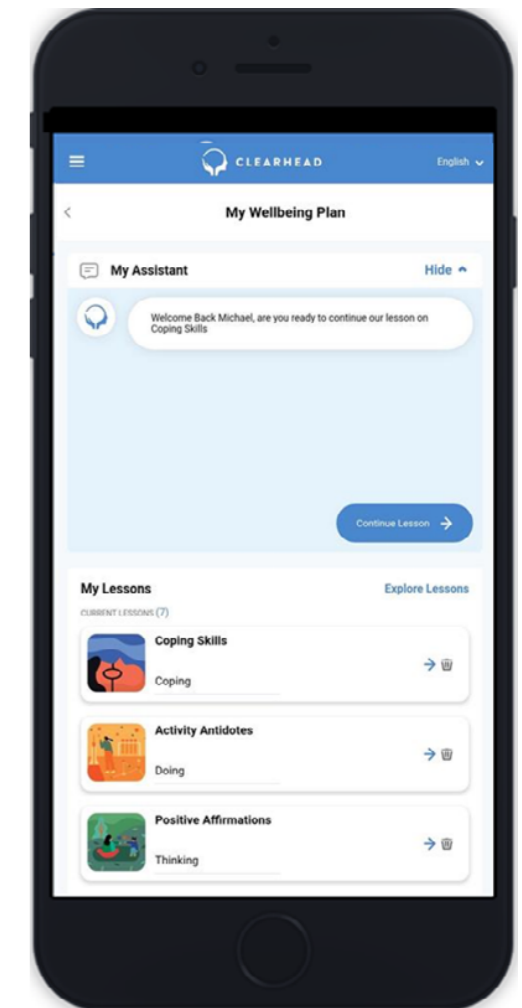 CLEARHEAD
English
My Wellbeing Plan
My Assistant
Hide
Welcome Back Michael, are you ready to continue our lesson on
Coping Skills
Continue Lesson
My Lessons
Explore Lessons
CURRENT LESSONS (7)
Coping Skills
Coping
Activity Antidotes
Doing
Positive Affirmations
Thinking